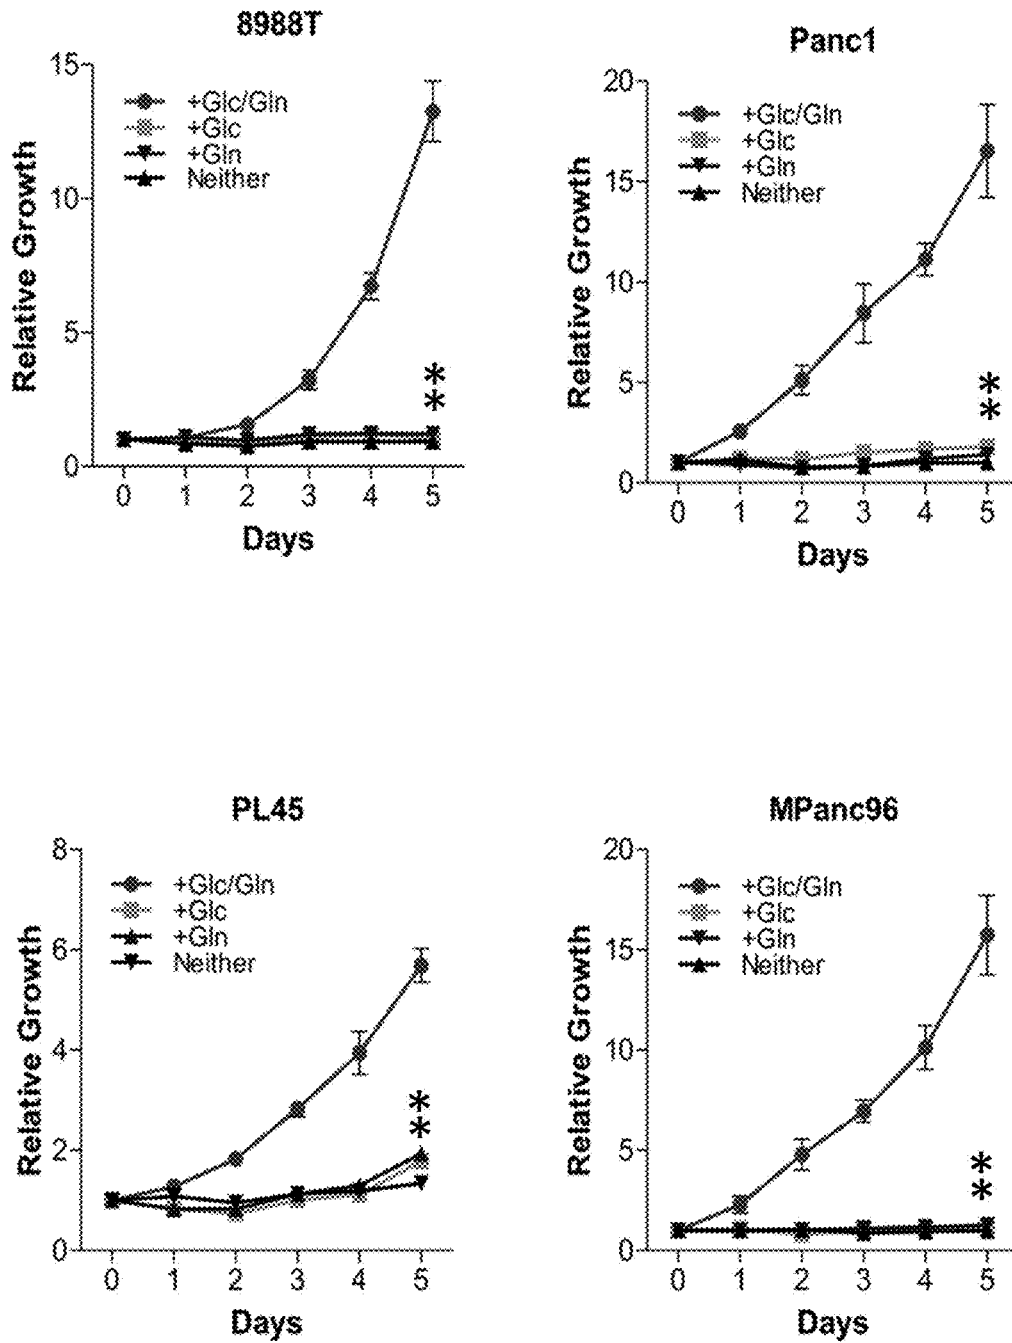 8988T
Relative Growth
15
10
5
0
+Glc/Gln
+Glc
+Gln
Neither
**
0 1 2 3 4 5
Days
Panc1
Relative Growth
20
15
10
5
0
+Glc/Gln
+Glc
+Gln
Neither
**
0 1 2 3 4 5
Days
PL45
Relative Growth
8
6
4
2
0
+Glc/Gln
+Glc
+Gln
Neither
**
0 1 2 3 4 5
Days
MPanc96
Relative Growth
20
15
10
5
0
+Glc/Gln
+Glc
+Gln
Neither
**
0 1 2 3 4 5
Days